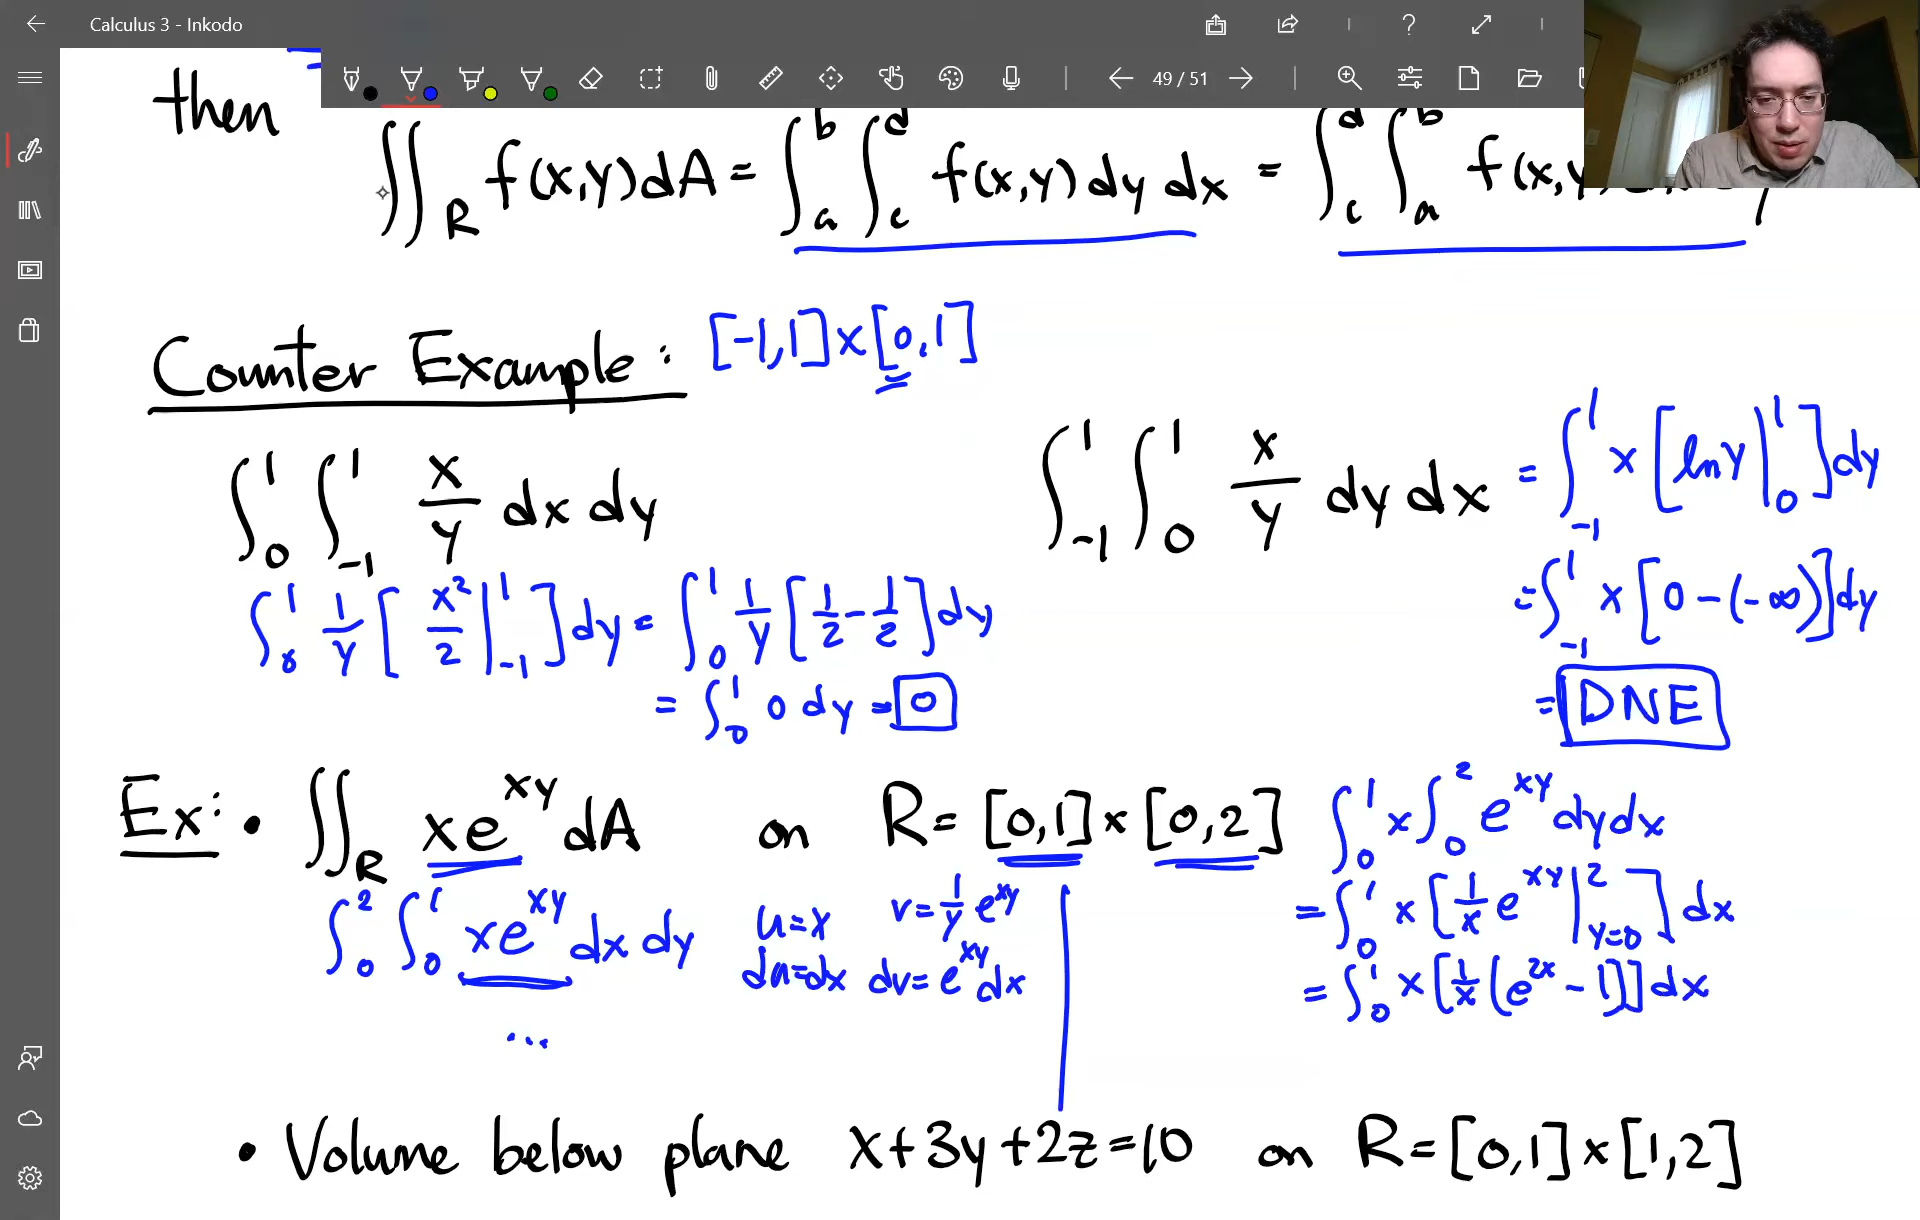 Calculus 3 - Inkodo
49 / 51
then
∬_R f(x,y) dA = ∫_a^b ∫_c^d f(x,y) dy dx = ∫_c^d ∫_a^b f(x,y
Counter Example: [-1,1] x [0,1]
∫_0^1 ∫_{-1}^1 x/y dx dy
∫_0^1 1/y [ x²/2 |_{-1}^1 ] dy = ∫_0^1 1/y [1/2 - 1/2] dy
= ∫_0^1 0 dy = 0
∫_{-1}^1 ∫_0^1 x/y dy dx = ∫_{-1}^1 x [ln y |_0^1] dy
= ∫_{-1}^1 x [0 - (-∞)] dy
= DNE
Ex: • ∬_R xe^{xy} dA on R = [0,1] x [0,2]
∫_0^2 ∫_0^1 xe^{xy} dx dy
u=x v = 1/y e^{xy}
du=dx dv = e^{xy} dx
...
∫_0^1 x ∫_0^2 e^{xy} dy dx
= ∫_0^1 x [1/x e^{xy} |_{y=0}^2 ] dx
= ∫_0^1 x [1/x (e^{2x} - 1)] dx
• Volume below plane x+3y+2z=10 on R=[0,1]x[1,2]